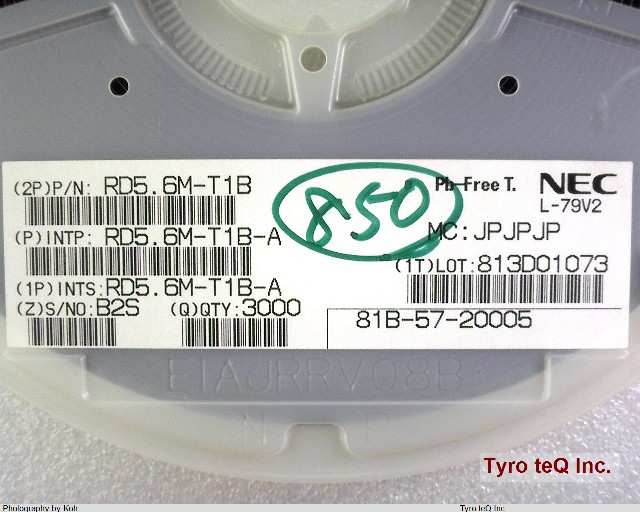 (2P)P/N: RD5.6M-T1B
850
Pb-Free T. NEC
L-79V2
(P)INTP: RD5.6M-T1B-A
MC:JPJPJP
(1T)LOT:813D01073
(1P)INTS:RD5.6M-T1B-A
(Z)S/NO:B2S (Q)QTY:3000
81B-57-20005
EIAJRRV08B
Tyro teQ Inc.
Photography by Koh
Tyro teQ Inc